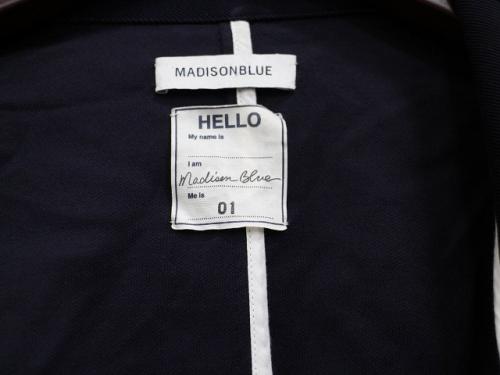 MADISONBLUE
HELLO
My name is
I am
Madison Blue
Me is
01